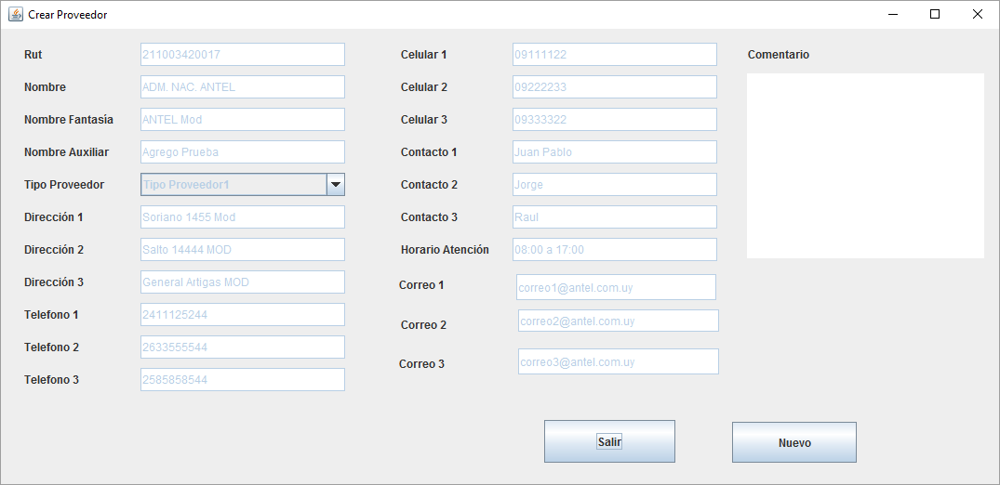 Crear Proveedor
Rut 211003420017
Nombre ADM. NAC. ANTEL
Nombre Fantasía ANTEL Mod
Nombre Auxiliar Agrego Prueba
Tipo Proveedor Tipo Proveedor1
Dirección 1 Soriano 1455 Mod
Dirección 2 Salto 14444 MOD
Dirección 3 General Artigas MOD
Telefono 1 2411125244
Telefono 2 2633555544
Telefono 3 2585858544
Celular 1 09111122
Celular 2 09222233
Celular 3 09333322
Contacto 1 Juan Pablo
Contacto 2 Jorge
Contacto 3 Raul
Horario Atención 08:00 a 17:00
Correo 1 correo1@antel.com.uy
Correo 2 correo2@antel.com.uy
Correo 3 correo3@antel.com.uy
Comentario
Salir
Nuevo